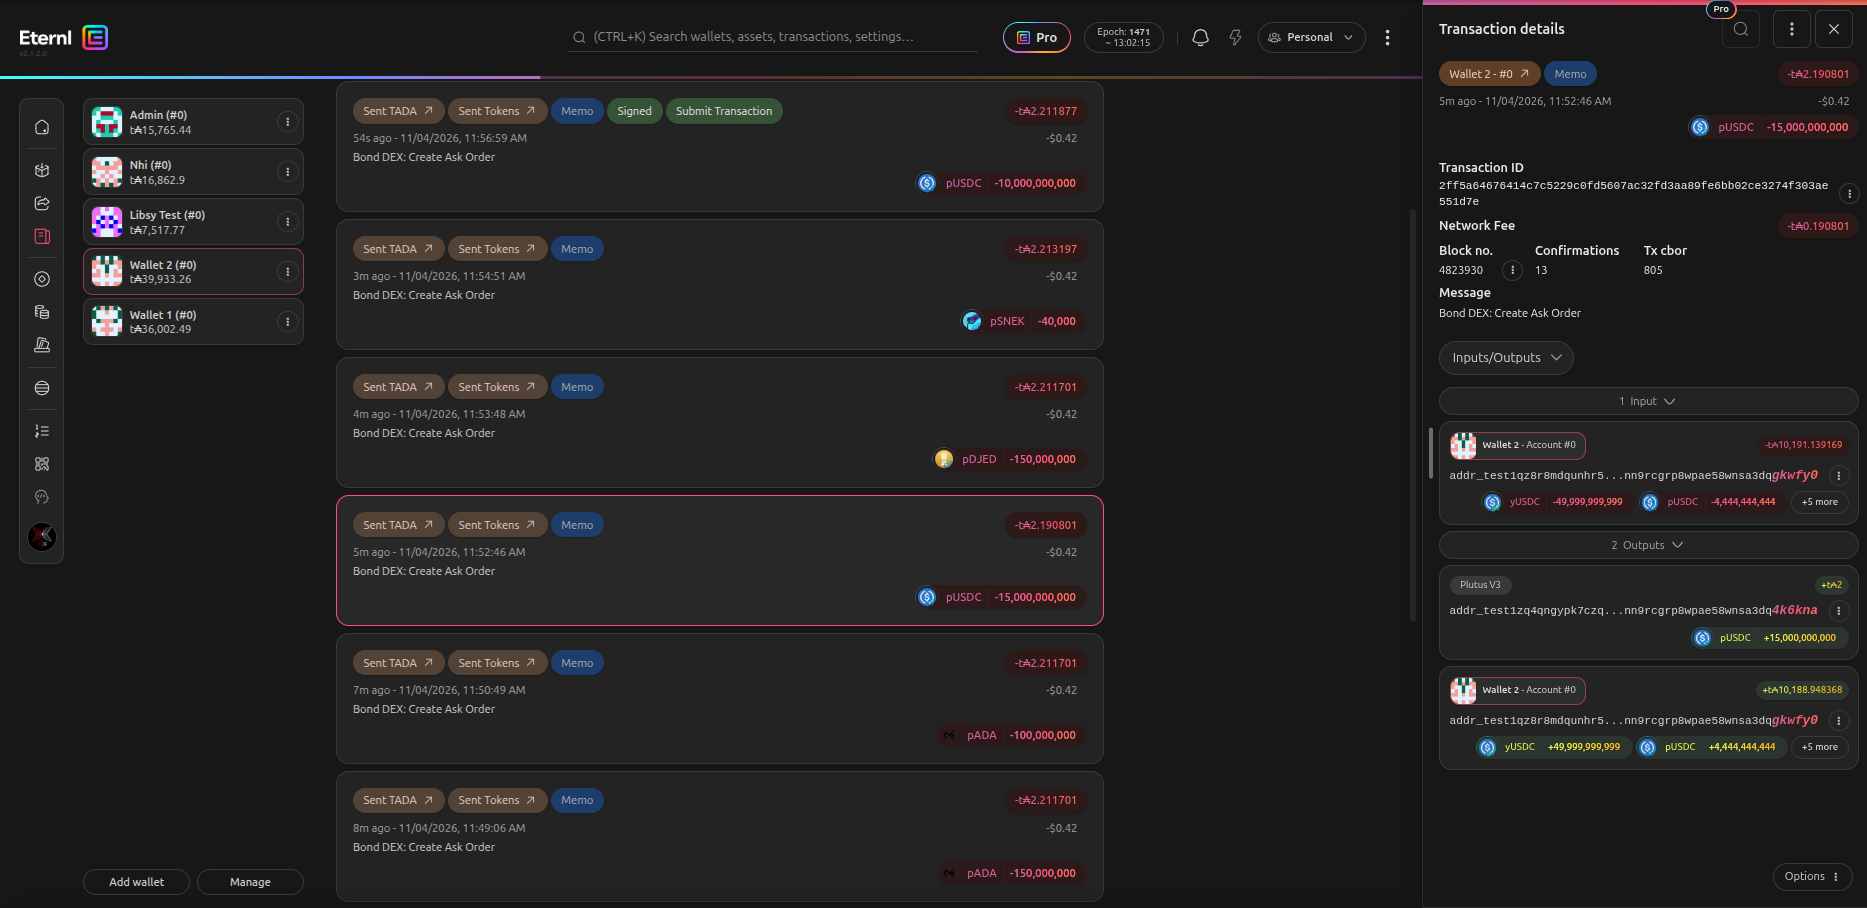 Eternl
v2.1.2.0
(CTRL+K) Search wallets, assets, transactions, settings...
Pro
Epoch: 1471
~ 13:02:15
Personal
Admin (#0)
t₳15,765.44
Nhi (#0)
t₳16,862.9
Libsy Test (#0)
t₳7,517.77
Wallet 2 (#0)
t₳39,933.26
Wallet 1 (#0)
t₳36,002.49
Add wallet
Manage
Sent TADA Sent Tokens Memo Signed Submit Transaction -t₳2.211877
54s ago - 11/04/2026, 11:56:59 AM -$0.42
Bond DEX: Create Ask Order
pUSDC -10,000,000,000
Sent TADA Sent Tokens Memo -t₳2.213197
3m ago - 11/04/2026, 11:54:51 AM -$0.42
Bond DEX: Create Ask Order
pSNEK -40,000
Sent TADA Sent Tokens Memo -t₳2.211701
4m ago - 11/04/2026, 11:53:48 AM -$0.42
Bond DEX: Create Ask Order
pDJED -150,000,000
Sent TADA Sent Tokens Memo -t₳2.190801
5m ago - 11/04/2026, 11:52:46 AM -$0.42
Bond DEX: Create Ask Order
pUSDC -15,000,000,000
Sent TADA Sent Tokens Memo -t₳2.211701
7m ago - 11/04/2026, 11:50:49 AM -$0.42
Bond DEX: Create Ask Order
pADA -100,000,000
Sent TADA Sent Tokens Memo -t₳2.211701
8m ago - 11/04/2026, 11:49:06 AM -$0.42
Bond DEX: Create Ask Order
pADA -150,000,000
Pro
Transaction details
Wallet 2 - #0 Memo -t₳2.190801
5m ago - 11/04/2026, 11:52:46 AM -$0.42
pUSDC -15,000,000,000
Transaction ID
2ff5a64676414c7c5229c0fd5607ac32fd3aa89fe6bb02ce3274f303ae
551d7e
Network Fee -t₳0.190801
Block no. Confirmations Tx cbor
4823930 13 805
Message
Bond DEX: Create Ask Order
Inputs/Outputs
1 Input
Wallet 2 - Account #0 -t₳10,191.139169
addr_test1qz8r8mdqunhr5...nn9rcgrp8wpae58wnsa3dqgkwfy0
yUSDC -49,999,999,999 pUSDC -4,444,444,444 +5 more
2 Outputs
Plutus V3 +t₳2
addr_test1zq4qngypk7czq...nn9rcgrp8wpae58wnsa3dq4k6kna
pUSDC +15,000,000,000
Wallet 2 - Account #0 +t₳10,188.948368
addr_test1qz8r8mdqunhr5...nn9rcgrp8wpae58wnsa3dqgkwfy0
yUSDC +49,999,999,999 pUSDC +4,444,444,444 +5 more
Options